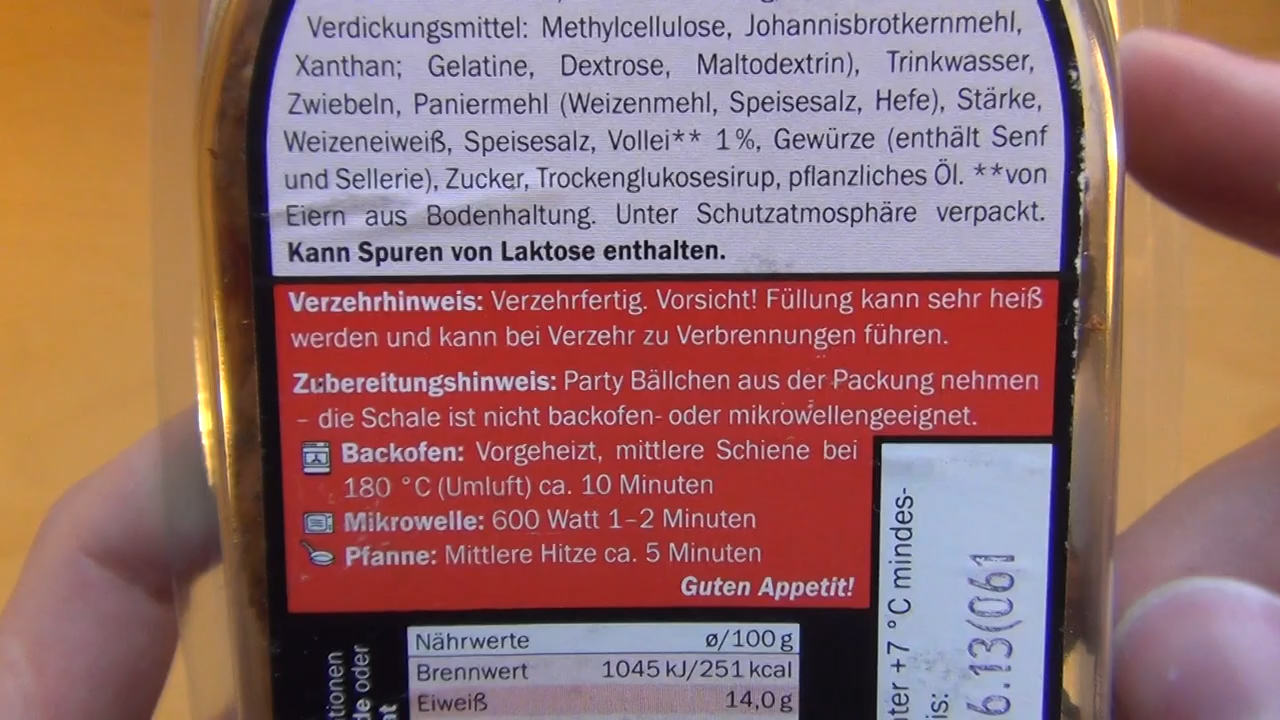 Verdickungsmittel: Methylcellulose, Johannisbrotkernmehl,
Xanthan; Gelatine, Dextrose, Maltodextrin), Trinkwasser,
Zwiebeln, Paniermehl (Weizenmehl, Speisesalz, Hefe), Stärke,
Weizeneiweiß, Speisesalz, Vollei** 1%, Gewürze (enthält Senf
und Sellerie), Zucker, Trockenglukosesirup, pflanzliches Öl. **von
Eiern aus Bodenhaltung. Unter Schutzatmosphäre verpackt.
Kann Spuren von Laktose enthalten.
Verzehrhinweis: Verzehrfertig. Vorsicht! Füllung kann sehr heiß
werden und kann bei Verzehr zu Verbrennungen führen.
Zubereitungshinweis: Party Bällchen aus der Packung nehmen
– die Schale ist nicht backofen- oder mikrowellengeeignet.
Backofen: Vorgeheizt, mittlere Schiene bei
180 °C (Umluft) ca. 10 Minuten
Mikrowelle: 600 Watt 1–2 Minuten
Pfanne: Mittlere Hitze ca. 5 Minuten
Guten Appetit!
Nährwerte ø/100 g
Brennwert 1045 kJ/251 kcal
Eiweiß 14,0 g
tionen
de oder
nter +7 °C mindes-
is:
6.13(061